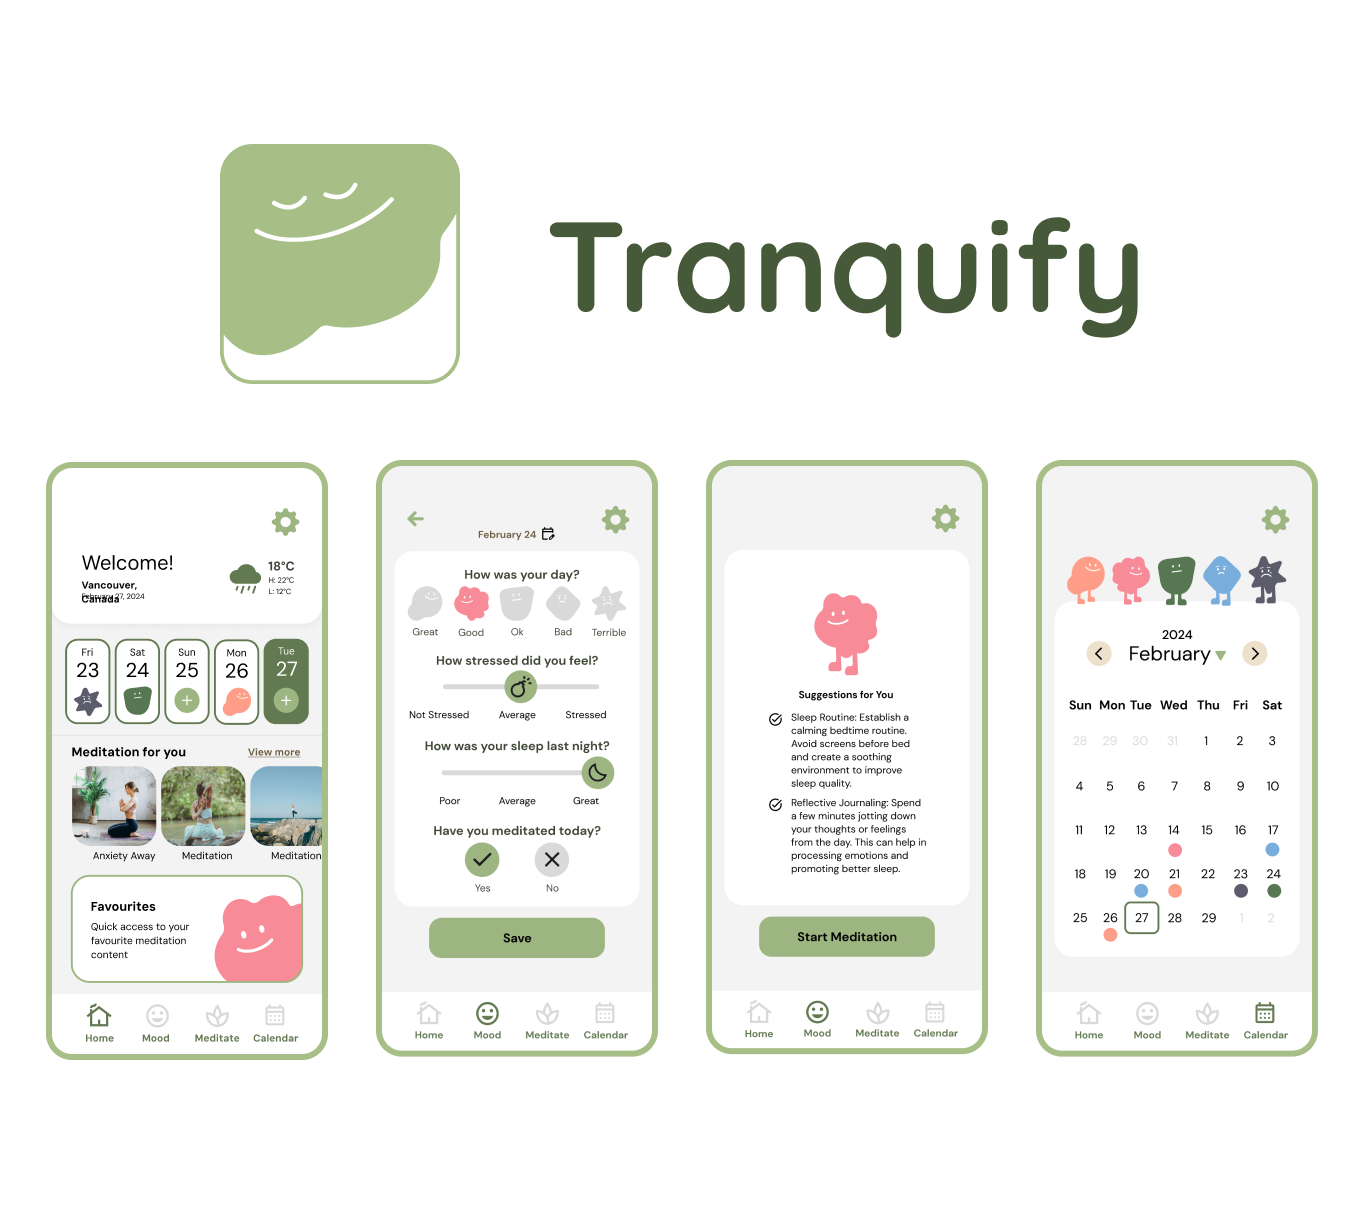 Tranquify
Welcome!
Vancouver,
Canada
February 27, 2024
18°C
H: 22°C
L: 12°C
Fri
23
Sat
24
Sun
25
Mon
26
Tue
27
Meditation for you
View more
Anxiety Away
Meditation
Meditation
Favourites
Quick access to your
favourite meditation
content
Home
Mood
Meditate
Calendar
February 24
How was your day?
Great
Good
Ok
Bad
Terrible
How stressed did you feel?
Not Stressed
Average
Stressed
How was your sleep last night?
Poor
Average
Great
Have you meditated today?
Yes
No
Save
Home
Mood
Meditate
Calendar
Suggestions for You
Sleep Routine: Establish a
calming bedtime routine.
Avoid screens before bed
and create a soothing
environment to improve
sleep quality.
Reflective Journaling: Spend
a few minutes jotting down
your thoughts or feelings
from the day. This can help in
processing emotions and
promoting better sleep.
Start Meditation
Home
Mood
Meditate
Calendar
2024
February
Sun Mon Tue Wed Thu Fri Sat
28 29 30 31 1 2 3
4 5 6 7 8 9 10
11 12 13 14 15 16 17
18 19 20 21 22 23 24
25 26 27 28 29 1 2
Home
Mood
Meditate
Calendar